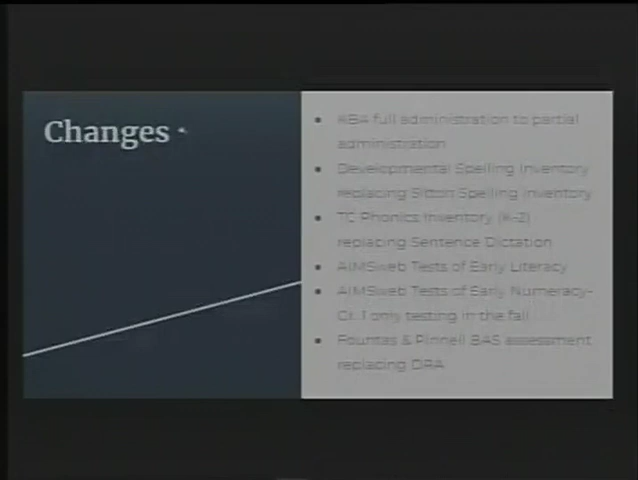 Changes
KBA full administration to partial
administration
Developmental Spelling Inventory
replacing Sitton Spelling Inventory
TC Phonics Inventory (K-2)
replacing Sentence Dictation
AIMSweb Tests of Early Literacy
AIMSweb Tests of Early Numeracy-
Gr. 1 only testing in the fall
Fountas & Pinnell BAS assessment
replacing DRA